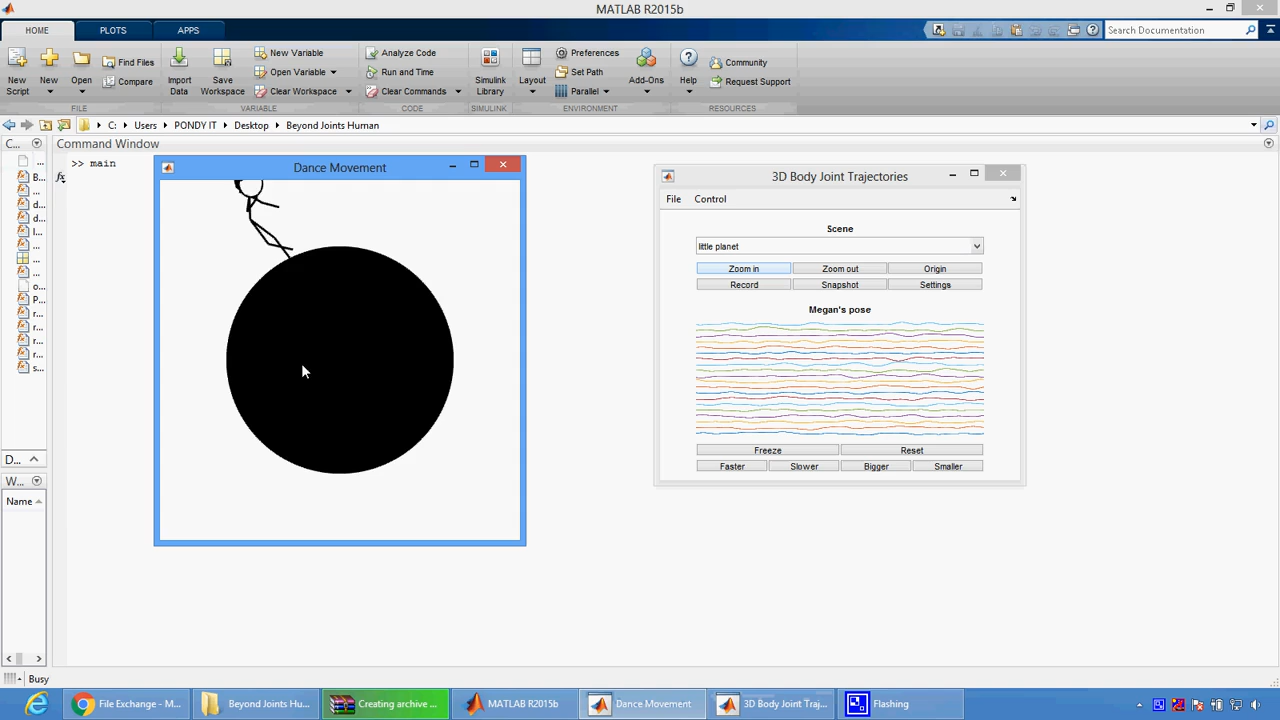 MATLAB R2015b
HOME PLOTS APPS
Search Documentation
New Script
New
Open
Find Files
Compare
Import Data
Save Workspace
New Variable
Open Variable
Clear Workspace
Analyze Code
Run and Time
Clear Commands
Simulink Library
Layout
Preferences
Set Path
Parallel
Add-Ons
Help
Community
Request Support
FILE VARIABLE CODE SIMULINK ENVIRONMENT RESOURCES
C: Users PONDY IT Desktop Beyond Joints Human
C...
Command Window
>> main
fx
...
B...
...
d...
d...
l...
...
...
...
o...
P...
r...
r...
r...
r...
s...
D...
W...
Name
Dance Movement
3D Body Joint Trajectories
File Control
Scene
little planet
Zoom in Zoom out Origin
Record Snapshot Settings
Megan's pose
Freeze Reset
Faster Slower Bigger Smaller
Busy
File Exchange - M...
Beyond Joints Hu...
Creating archive ...
MATLAB R2015b
Dance Movement
3D Body Joint Traj...
Flashing